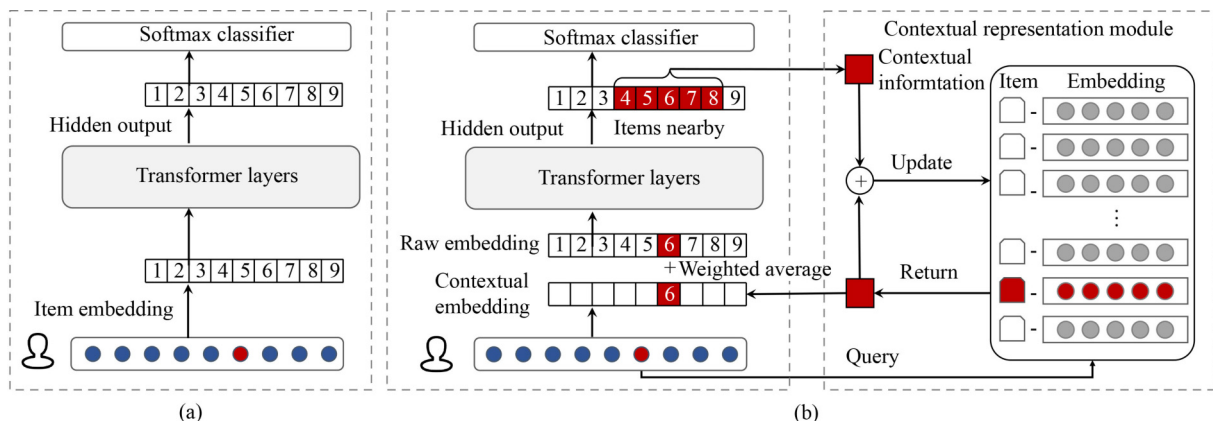 Softmax classifier
1 2 3 4 5 6 7 8 9
Hidden output
Transformer layers
1 2 3 4 5 6 7 8 9
Item embedding
(a)
Softmax classifier
1 2 3 4 5 6 7 8 9
Hidden output
Items nearby
Transformer layers
Raw embedding
1 2 3 4 5 6 7 8 9
+ Weighted average
Contextual
embedding
6
Contextual representation module
Contextual
informtation
Item
Embedding
-
-
-
⋮
-
-
-
+
Update
Return
Query
(b)